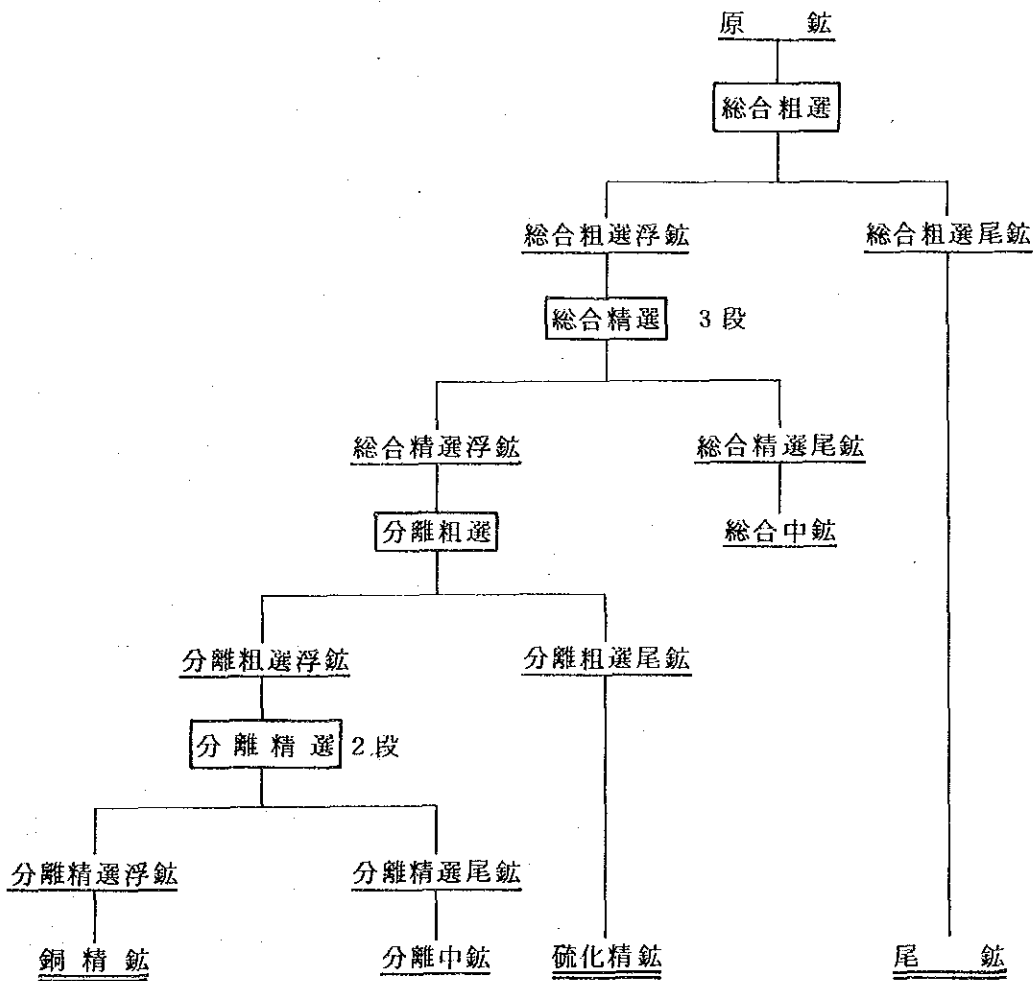 原 鉱
総合粗選
総合粗選浮鉱 総合粗選尾鉱
総合精選 3段
総合精選浮鉱 総合精選尾鉱
分離粗選 総合中鉱
分離粗選浮鉱 分離粗選尾鉱
分離精選 2段
分離精選浮鉱 分離精選尾鉱
銅精鉱 分離中鉱 硫化精鉱 尾 鉱